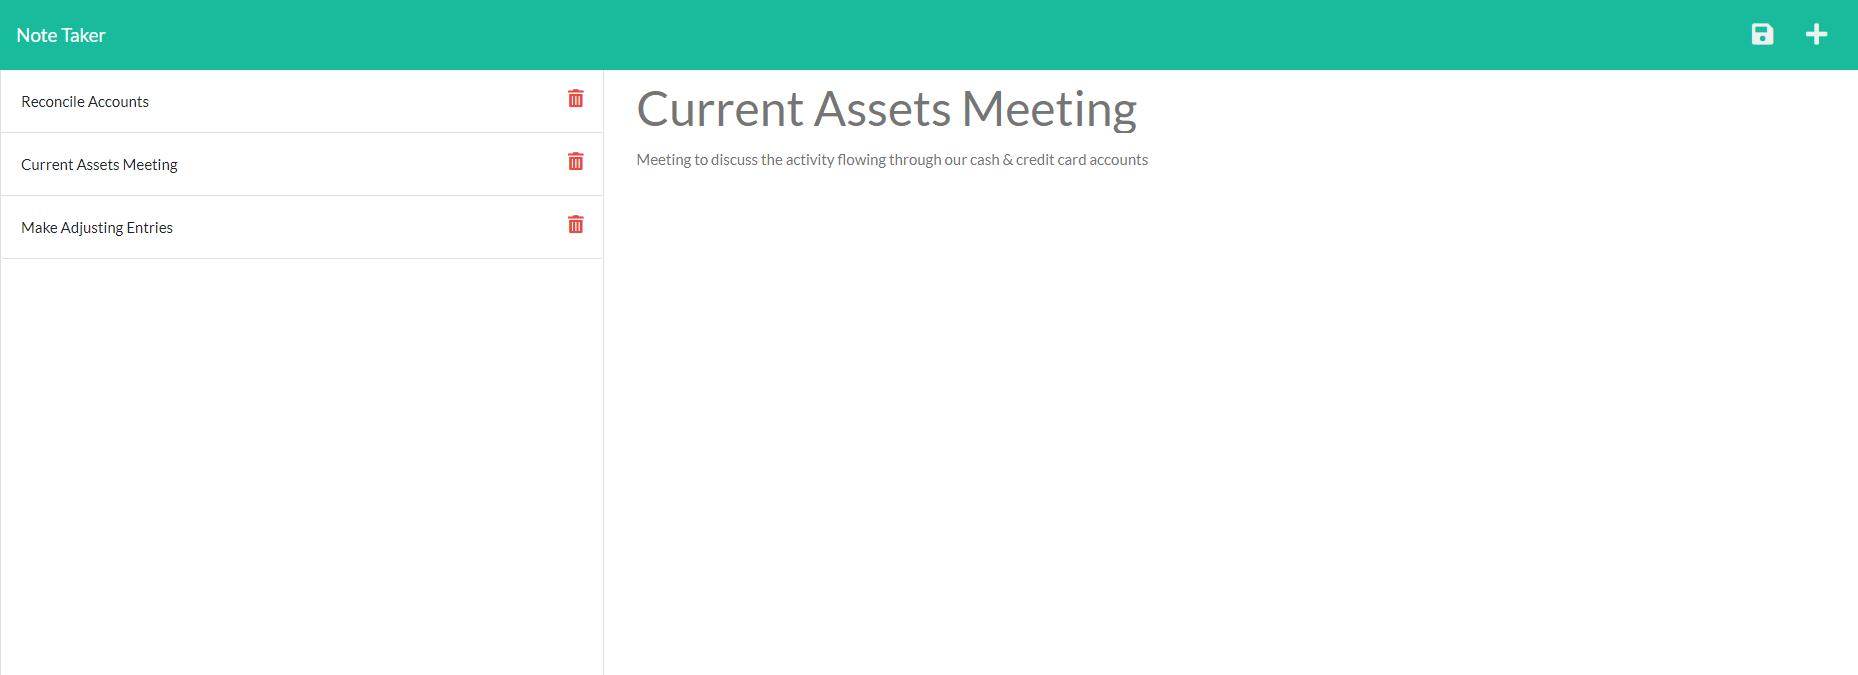 Note Taker
Reconcile Accounts
Current Assets Meeting
Make Adjusting Entries
Current Assets Meeting
Meeting to discuss the activity flowing through our cash & credit card accounts